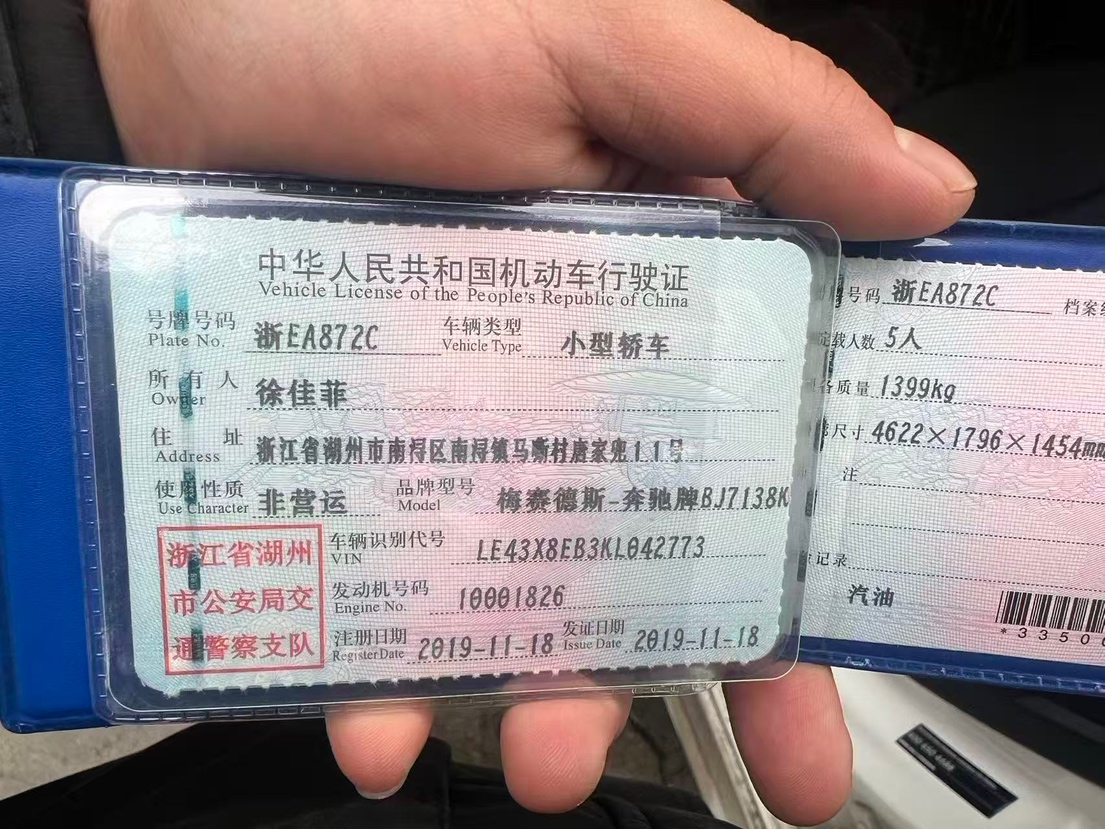 中华人民共和国机动车行驶证
Vehicle License of the People's Republic of China
号牌号码 浙EA872C 车辆类型 小型轿车
Plate No. Vehicle Type
所有人 徐佳菲
Owner
住址 浙江省湖州市南浔区南浔镇马嘶村唐家兜11号
Address
使用性质 非营运 品牌型号 梅赛德斯-奔驰牌BJ7138K
Use Character Model
浙江省湖州
市公安局交
通警察支队
车辆识别代号 LE43X8EB3KL042773
VIN
发动机号码 10001826
Engine No.
注册日期 2019-11-18 发证日期 2019-11-18
Register Date Issue Date
号码 浙EA872C 档案
载人数 5人
质量 1399kg
尺寸 4622×1796×1454mm
注
记录
汽油
*33500